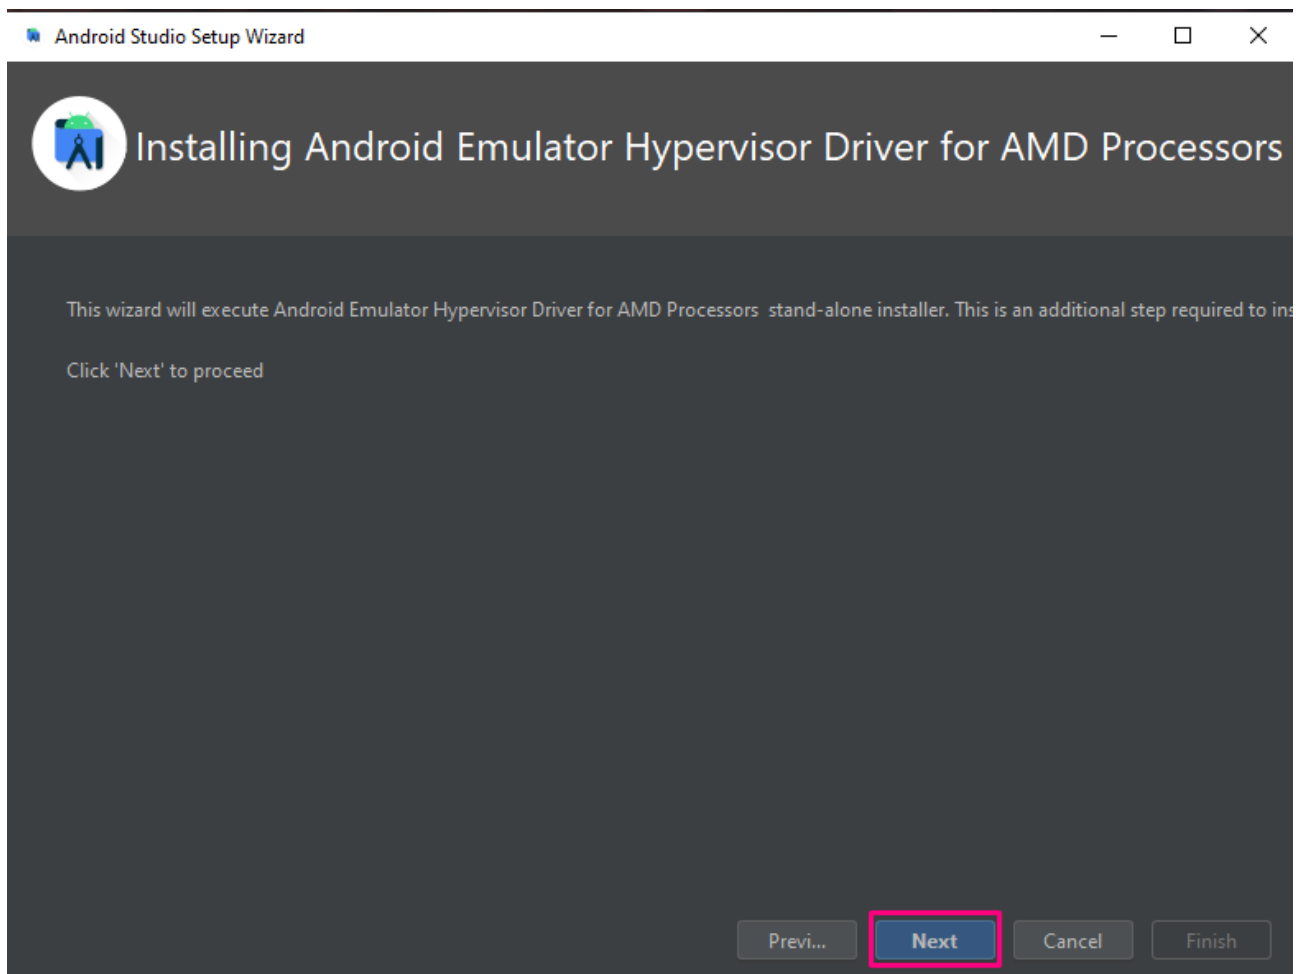 Android Studio Setup Wizard
Installing Android Emulator Hypervisor Driver for AMD Processors
This wizard will execute Android Emulator Hypervisor Driver for AMD Processors  stand-alone installer. This is an additional step required to ins
Click 'Next' to proceed
Previ... Next Cancel Finish